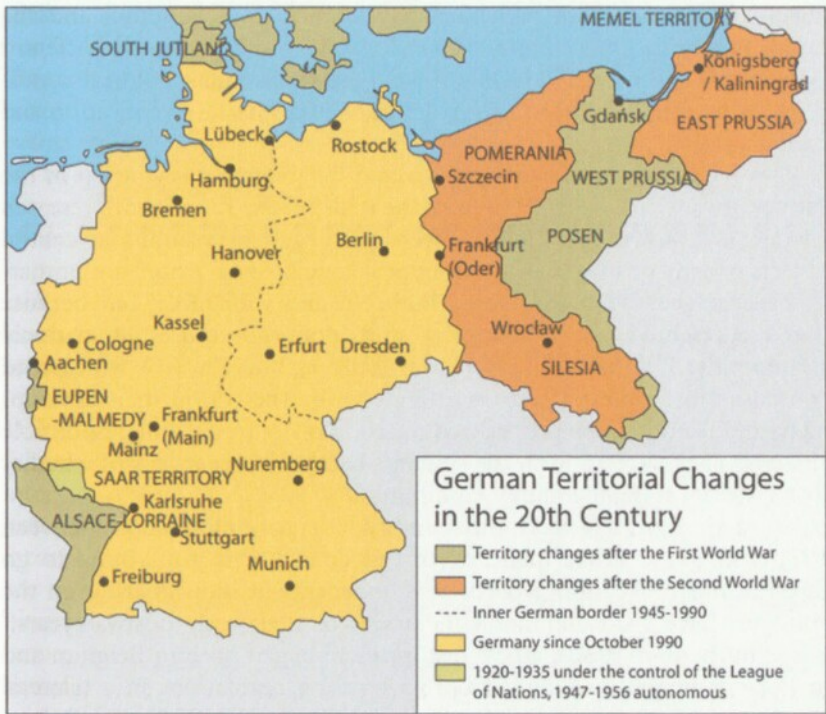 MEMEL TERRITORY
SOUTH JUTLAND
Königsberg
/ Kaliningrad
Gdańsk
EAST PRUSSIA
Lübeck
Rostock
POMERANIA
Hamburg
Szczecin
WEST PRUSSIA
Bremen
POSEN
Hanover
Berlin
Frankfurt
(Oder)
Kassel
Wrocław
Cologne
Erfurt
Dresden
SILESIA
Aachen
EUPEN
-MALMEDY
Frankfurt
(Main)
Mainz
SAAR TERRITORY
Nuremberg
Karlsruhe
ALSACE-LORRAINE
Stuttgart
Freiburg
Munich
German Territorial Changes
in the 20th Century
Territory changes after the First World War
Territory changes after the Second World War
Inner German border 1945-1990
Germany since October 1990
1920-1935 under the control of the League
of Nations, 1947-1956 autonomous